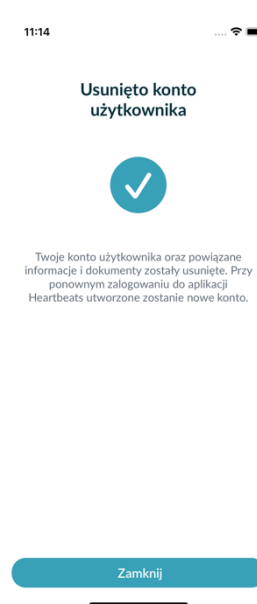 11:14
Usunięto konto
użytkownika
Twoje konto użytkownika oraz powiązane
informacje i dokumenty zostały usunięte. Przy
ponownym zalogowaniu do aplikacji
Heartbeats utworzone zostanie nowe konto.
Zamknij